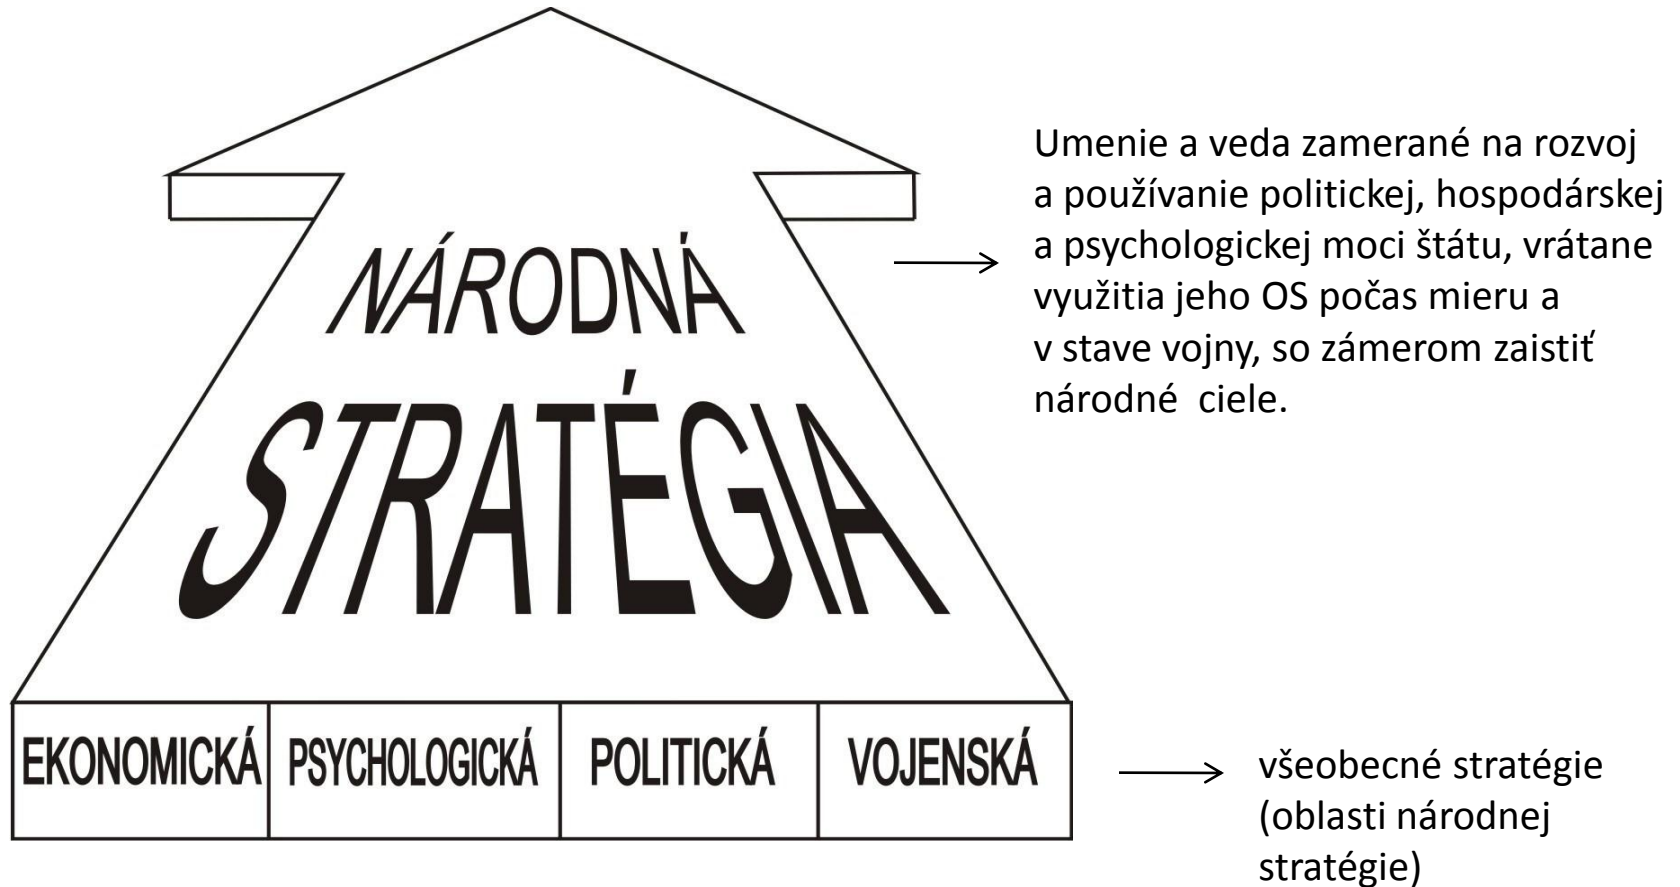 Umenie a veda zamerané na rozvoj
a používanie politickej, hospodárskej
a psychologickej moci štátu, vrátane
využitia jeho OS počas mieru a
v stave vojny, so zámerom zaistiť
národné ciele.
NÁRODNÁ
STRATÉGIA
EKONOMICKÁ PSYCHOLOGICKÁ POLITICKÁ VOJENSKÁ
všeobecné stratégie
(oblasti národnej
stratégie)